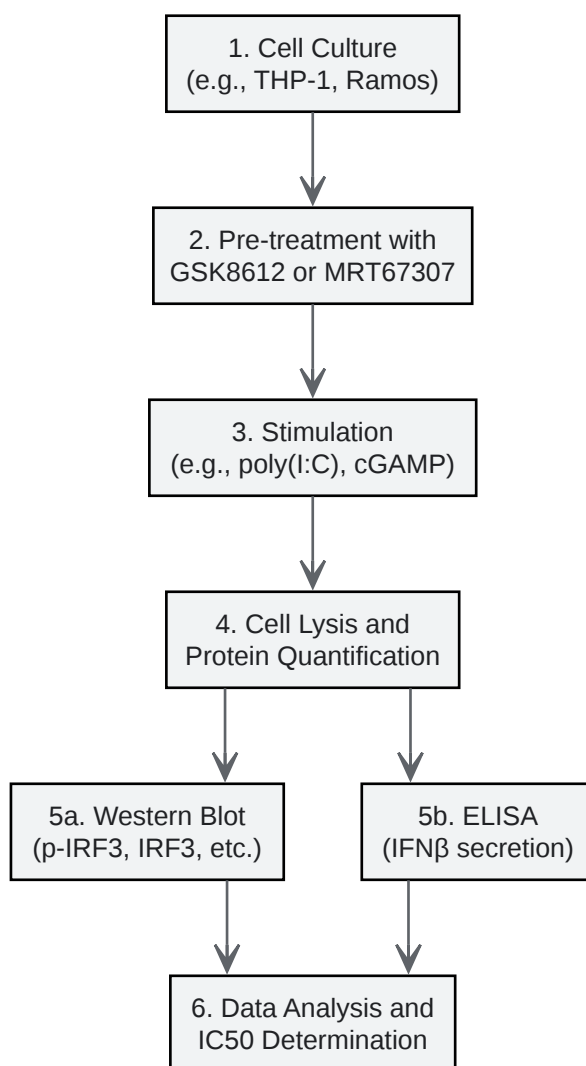 1. Cell Culture
(e.g., THP-1, Ramos)
2. Pre-treatment with
GSK8612 or MRT67307
3. Stimulation
(e.g., poly(I:C), cGAMP)
4. Cell Lysis and
Protein Quantification
5a. Western Blot
(p-IRF3, IRF3, etc.)
5b. ELISA
(IFNβ secretion)
6. Data Analysis and
IC50 Determination